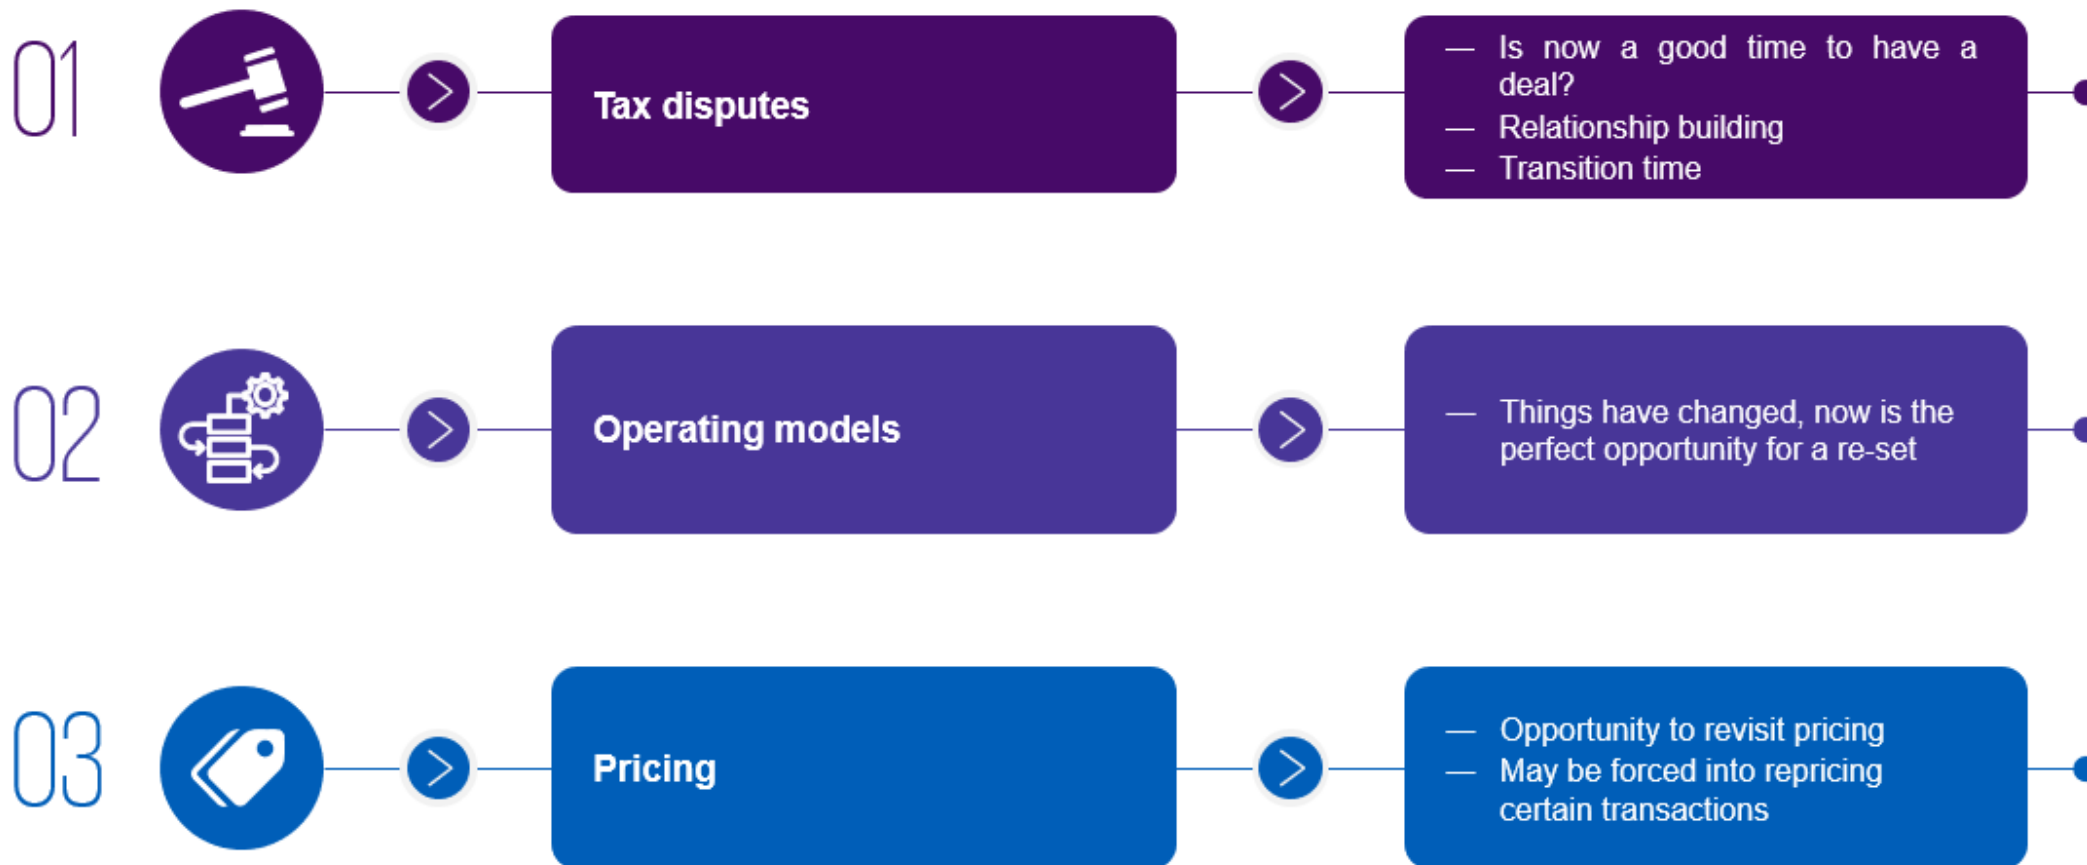 01
Tax disputes
— Is now a good time to have a
deal?
— Relationship building
— Transition time
02
Operating models
— Things have changed, now is the
perfect opportunity for a re-set
03
Pricing
— Opportunity to revisit pricing
— May be forced into repricing
certain transactions